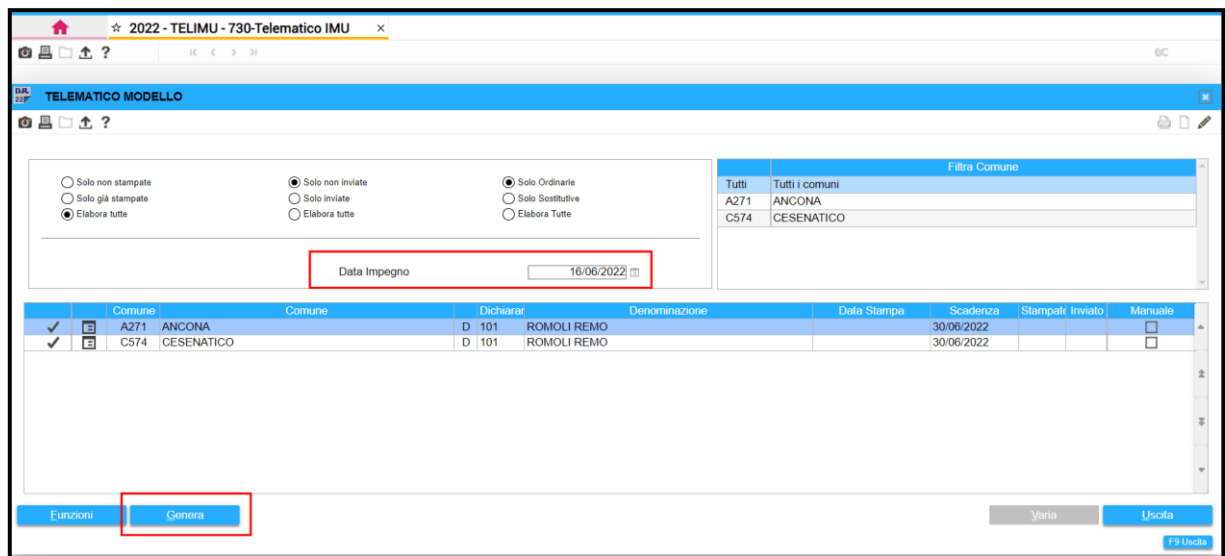 ☆ 2022 - TELIMU - 730-Telematico IMU ×
?
D.R. 22
TELEMATICO MODELLO
?
Solo non stampate
Solo già stampate
Elabora tutte
Solo non inviate
Solo inviate
Elabora tutte
Solo Ordinarie
Solo Sostitutive
Elabora Tutte
Data Impegno 16/06/2022
Filtra Comune
Tutti Tutti i comuni
A271 ANCONA
C574 CESENATICO
Comune Comune Dichiarar Denominazione Data Stampa Scadenza Stampato Inviato Manuale
A271 ANCONA D 101 ROMOLI REMO 30/06/2022
C574 CESENATICO D 101 ROMOLI REMO 30/06/2022
Funzioni Genera Varia Uscita
F9 Uscita